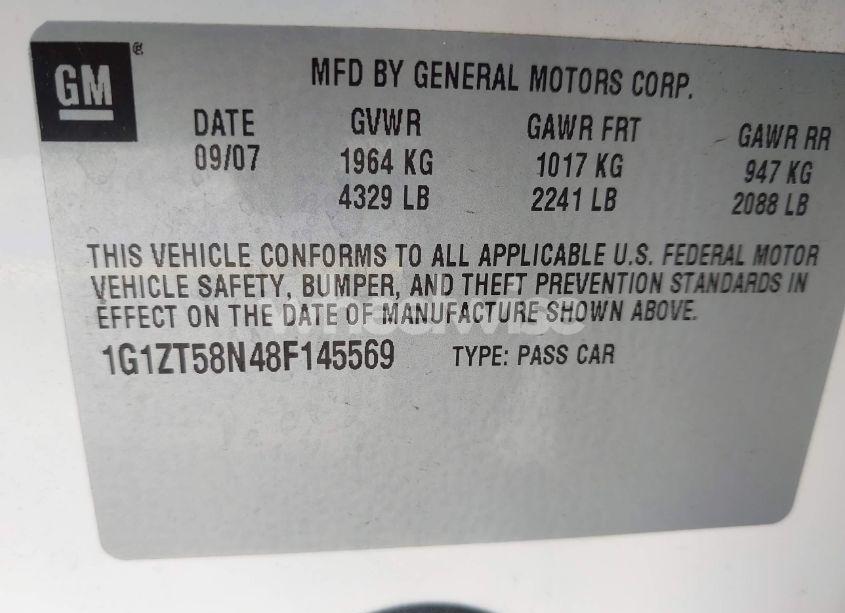 GM
MFD BY GENERAL MOTORS CORP.
DATE GVWR GAWR FRT GAWR RR
09/07 1964 KG 1017 KG 947 KG
4329 LB 2241 LB 2088 LB
THIS VEHICLE CONFORMS TO ALL APPLICABLE U.S. FEDERAL MOTOR
VEHICLE SAFETY, BUMPER, AND THEFT PREVENTION STANDARDS IN
EFFECT ON THE DATE OF MANUFACTURE SHOWN ABOVE.
1G1ZT58N48F145569 TYPE: PASS CAR